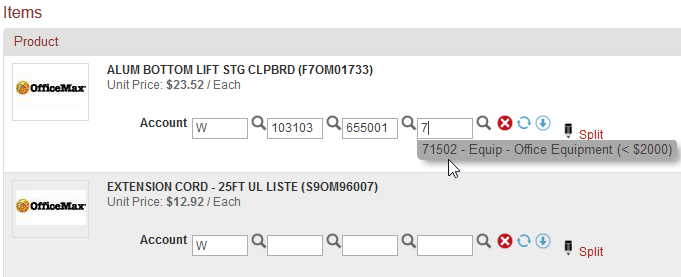 Items
Product
OfficeMax
ALUM BOTTOM LIFT STG CLPBRD (F7OM01733)
Unit Price: $23.52 / Each
Account W 103103 655001 7 Split
71502 - Equip - Office Equipment (< $2000)
OfficeMax
EXTENSION CORD - 25FT UL LISTE (S9OM96007)
Unit Price: $12.92 / Each
Account W Split